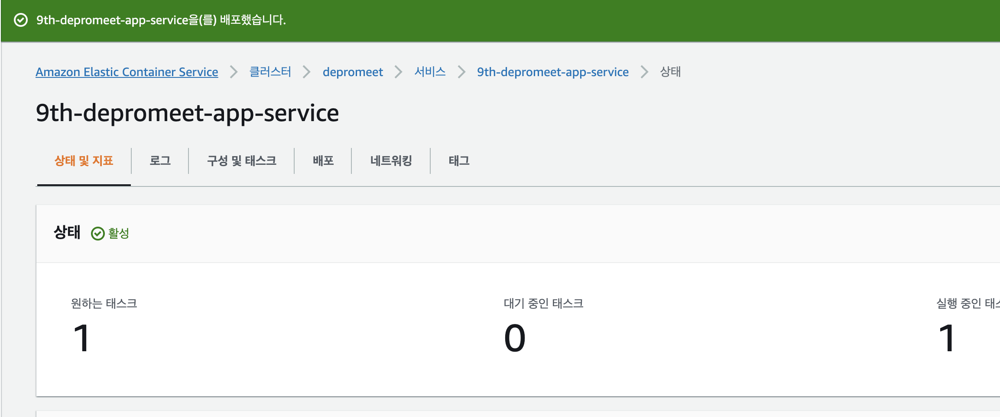 9th-depromeet-app-service을(를) 배포했습니다.
Amazon Elastic Container Service 클러스터 depromeet 서비스 9th-depromeet-app-service 상태
9th-depromeet-app-service
상태 및 지표 로그 구성 및 태스크 배포 네트워킹 태그
상태 활성
원하는 태스크 대기 중인 태스크 실행 중인
1 0 1